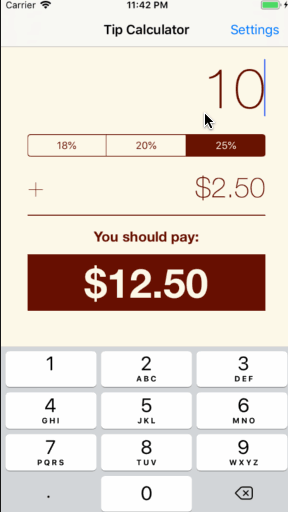 Carrier 11:42 PM
Tip Calculator Settings
10
18% 20% 25%
+ $2.50
You should pay:
$12.50
1 2 3
ABC DEF
4 5 6
GHI JKL MNO
7 8 9
PQRS TUV WXYZ
. 0